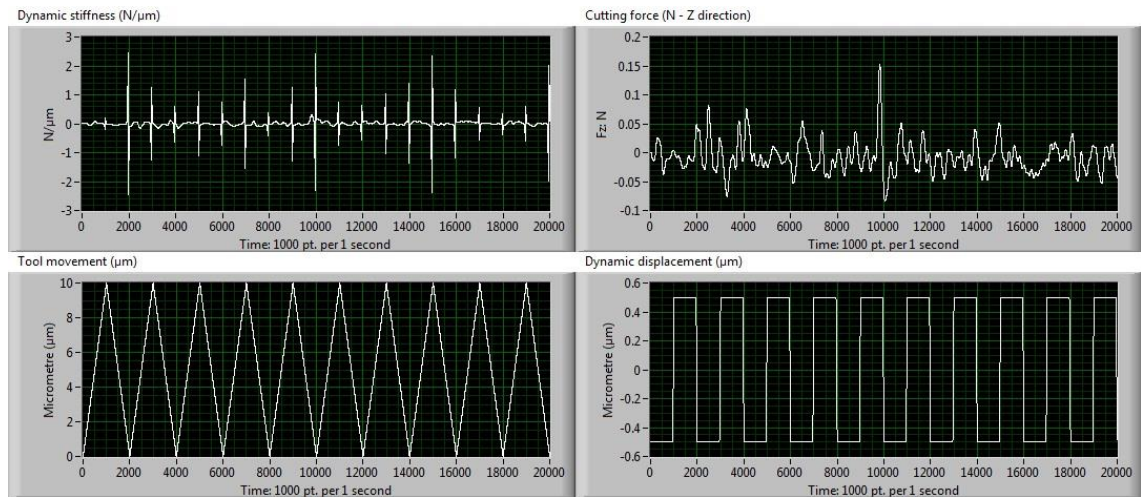 Dynamic stiffness (N/µm)
3
2
1
0
-1
-2
-3
N/µm
0 2000 4000 6000 8000 10000 12000 14000 16000 18000 20000
Time: 1000 pt. per 1 second
Cutting force (N - Z direction)
0.2
0.15
0.1
0.05
0
-0.05
-0.1
Fz: N
0 2000 4000 6000 8000 10000 12000 14000 16000 18000 20000
Time: 1000 pt. per 1 second
Tool movement (µm)
10
8
6
4
2
0
Micrometre (µm)
0 2000 4000 6000 8000 10000 12000 14000 16000 18000 20000
Time: 1000 pt. per 1 second
Dynamic displacement (µm)
0.6
0.4
0.2
0
-0.2
-0.4
-0.6
Micrometre (µm)
0 2000 4000 6000 8000 10000 12000 14000 16000 18000 20000
Time: 1000 pt. per 1 second